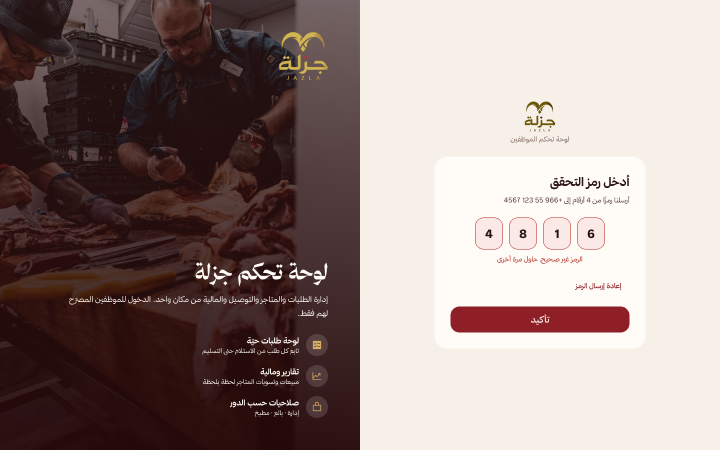 جزلة
JAZLA
لوحة تحكم الموظفين
أدخل رمز التحقق
أرسلنا رمزًا من 4 أرقام إلى +966 55 123 4567
4 8 1 6
الرمز غير صحيح. حاول مرة أخرى
إعادة إرسال الرمز
تأكيد
جزلة
JAZLA
لوحة تحكم جزلة
إدارة الطلبات والمتاجر والتوصيل والمالية من مكان واحد. الدخول للموظفين المصرّح
لهم فقط.
لوحة طلبات حيّة
تابع كل طلب من الاستلام حتى التسليم
تقارير ومالية
مبيعات وتسويات المتاجر لحظة بلحظة
صلاحيات حسب الدور
إدارة · بائع · مطبخ